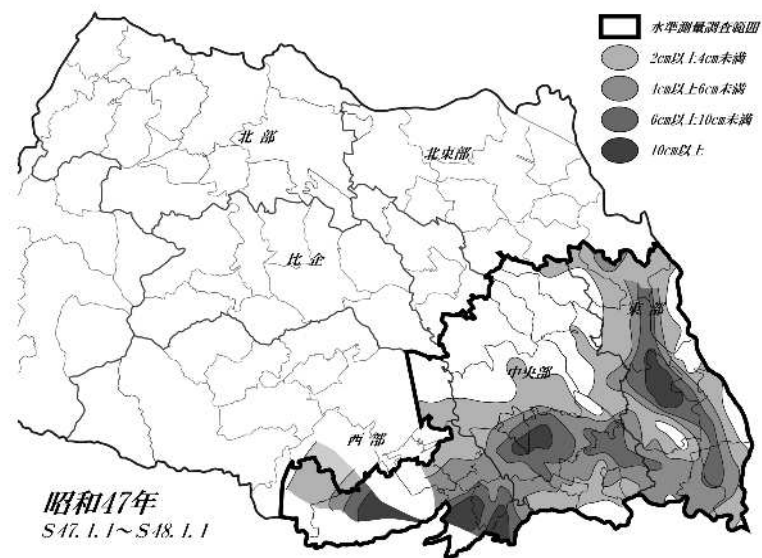 水準測量調査範囲
2cm以上4cm未満
4cm以上6cm未満
6cm以上10cm未満
10cm以上
北部
北東部
比企
東部
中央部
西部
昭和47年
S47.1.1～S48.1.1